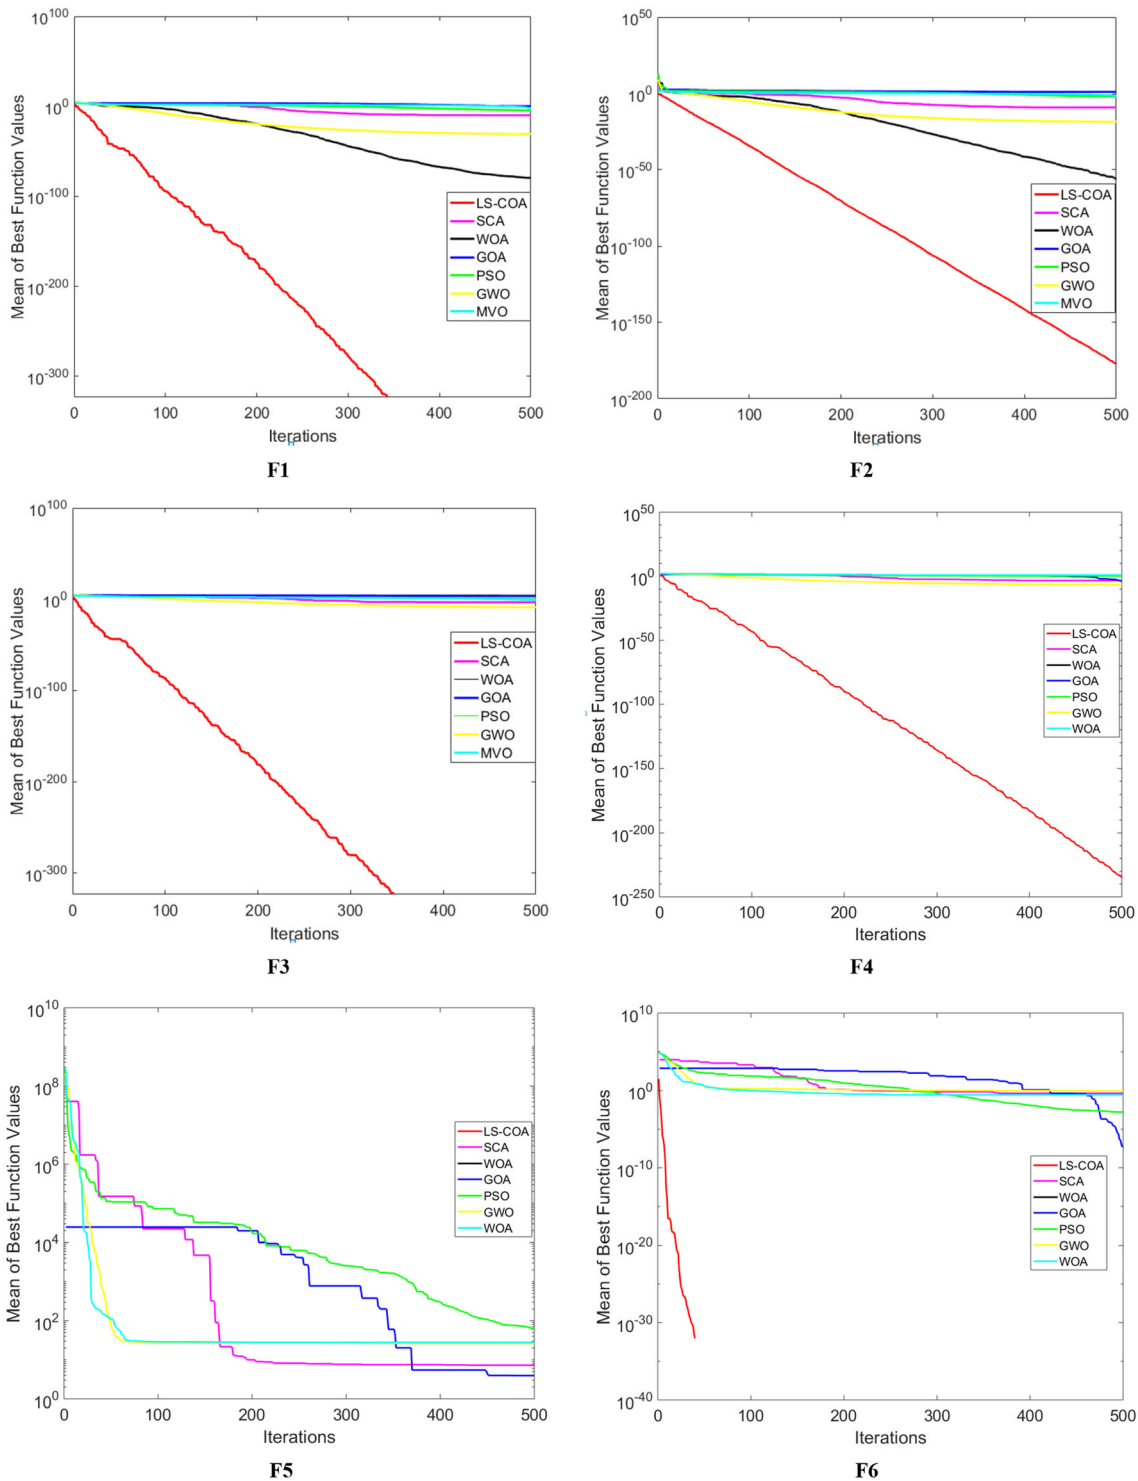 Mean of Best Function Values
10^100
10^0
10^-100
10^-200
10^-300
LS-COA
SCA
WOA
GOA
PSO
GWO
MVO
0 100 200 300 400 500
Iterations
F1
Mean of Best Function Values
10^50
10^0
10^-50
10^-100
10^-150
10^-200
LS-COA
SCA
WOA
GOA
PSO
GWO
MVO
0 100 200 300 400 500
Iterations
F2
Mean of Best Function Values
10^100
10^0
10^-100
10^-200
10^-300
LS-COA
SCA
WOA
GOA
PSO
GWO
MVO
0 100 200 300 400 500
Iterations
F3
Mean of Best Function Values
10^50
10^0
10^-50
10^-100
10^-150
10^-200
10^-250
LS-COA
SCA
WOA
GOA
PSO
GWO
WOA
0 100 200 300 400 500
Iterations
F4
Mean of Best Function Values
10^10
10^8
10^6
10^4
10^2
10^0
LS-COA
SCA
WOA
GOA
PSO
GWO
WOA
0 100 200 300 400 500
Iterations
F5
Mean of Best Function Values
10^10
10^0
10^-10
10^-20
10^-30
10^-40
LS-COA
SCA
WOA
GOA
PSO
GWO
WOA
0 100 200 300 400 500
Iterations
F6